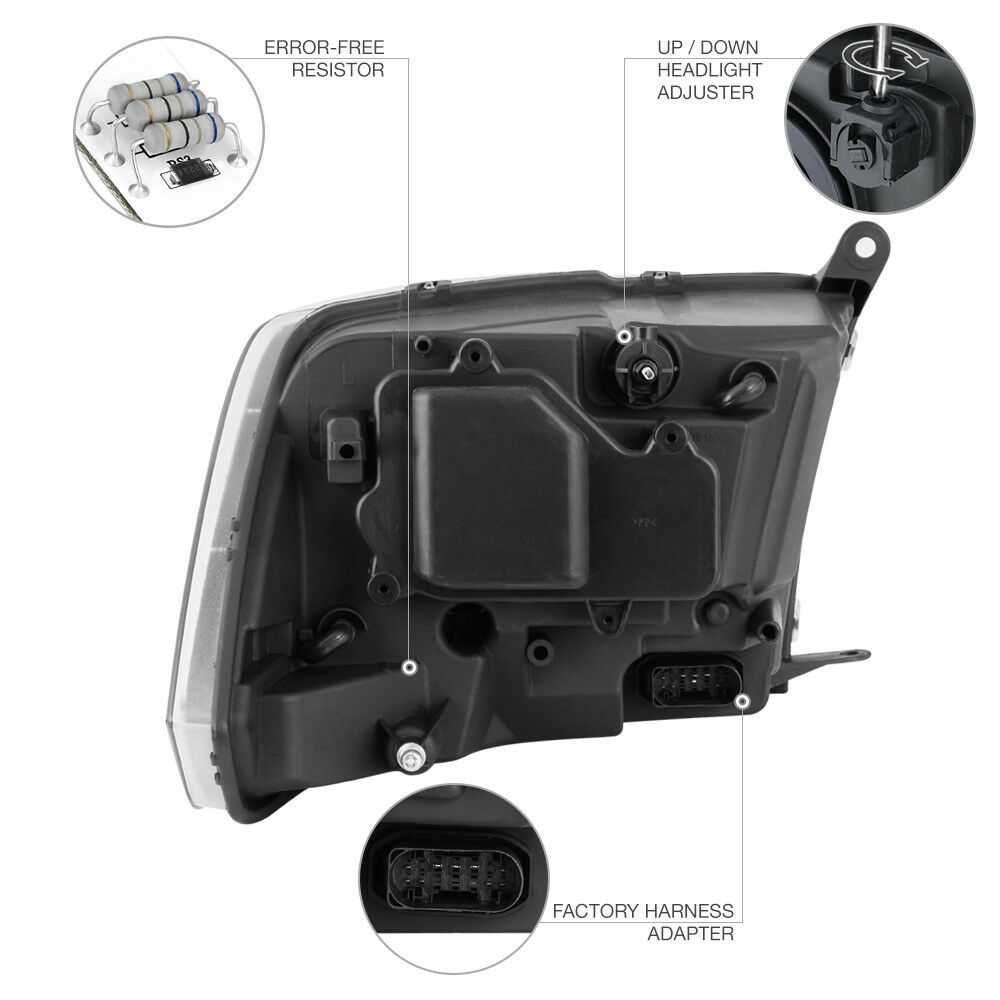 ERROR-FREE
RESISTOR
UP / DOWN
HEADLIGHT
ADJUSTER
L
FACTORY HARNESS
ADAPTER